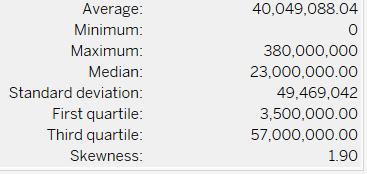 Average: 40,049,088.04
Minimum: 0
Maximum: 380,000,000
Median: 23,000,000.00
Standard deviation: 49,469,042
First quartile: 3,500,000.00
Third quartile: 57,000,000.00
Skewness: 1.90